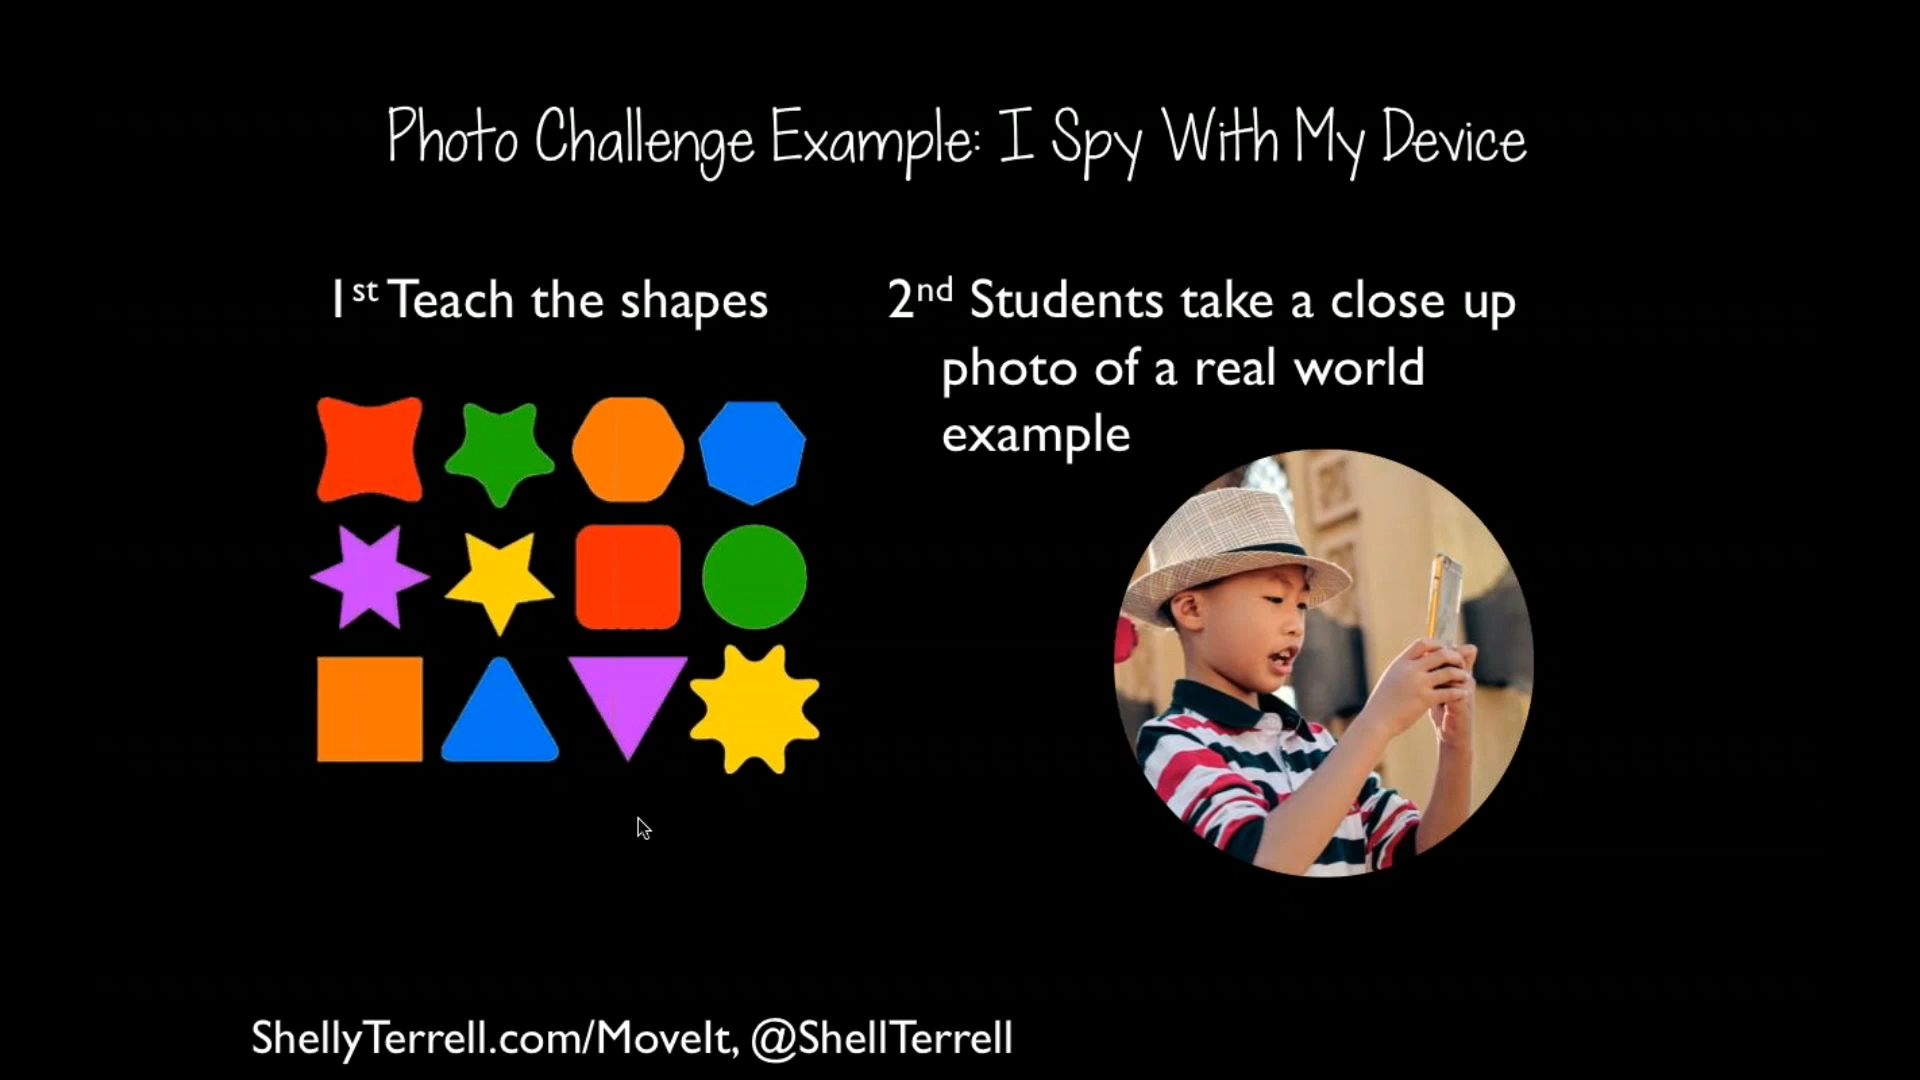 Photo Challenge Example: I Spy With My Device
1st Teach the shapes
2nd Students take a close up
photo of a real world
example
ShellyTerrell.com/MoveIt, @ShellTerrell